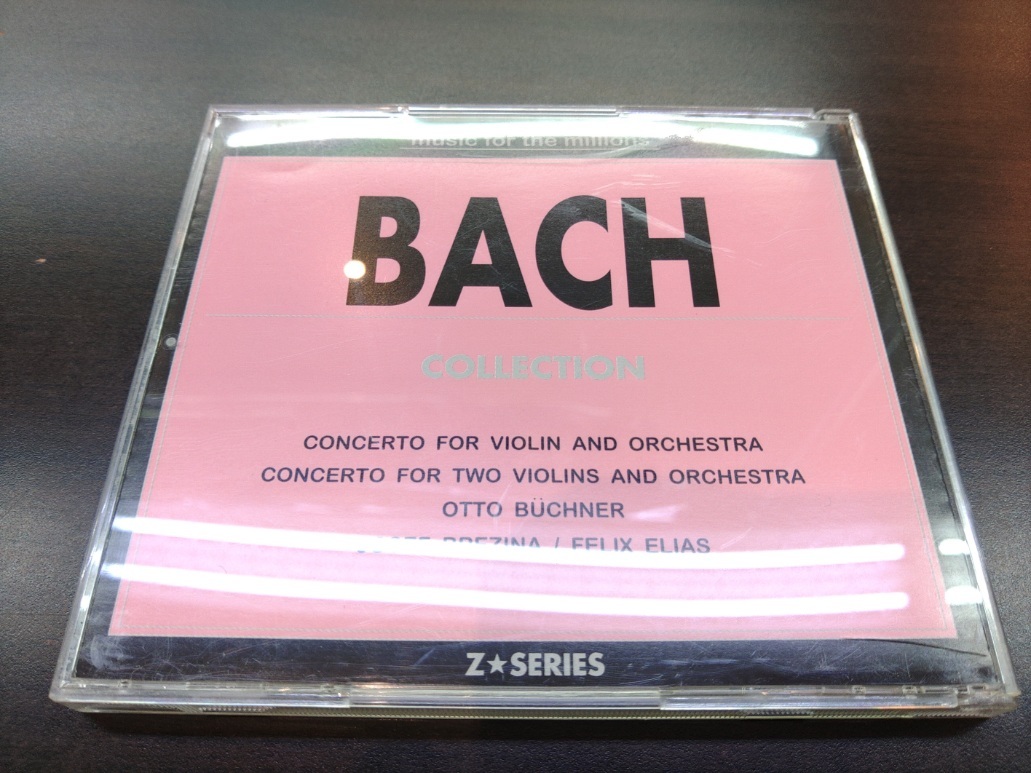 music for the millions
BACH
COLLECTION
CONCERTO FOR VIOLIN AND ORCHESTRA
CONCERTO FOR TWO VIOLINS AND ORCHESTRA
OTTO BÜCHNER
BREZINA / FELIX ELIAS
Z★SERIES